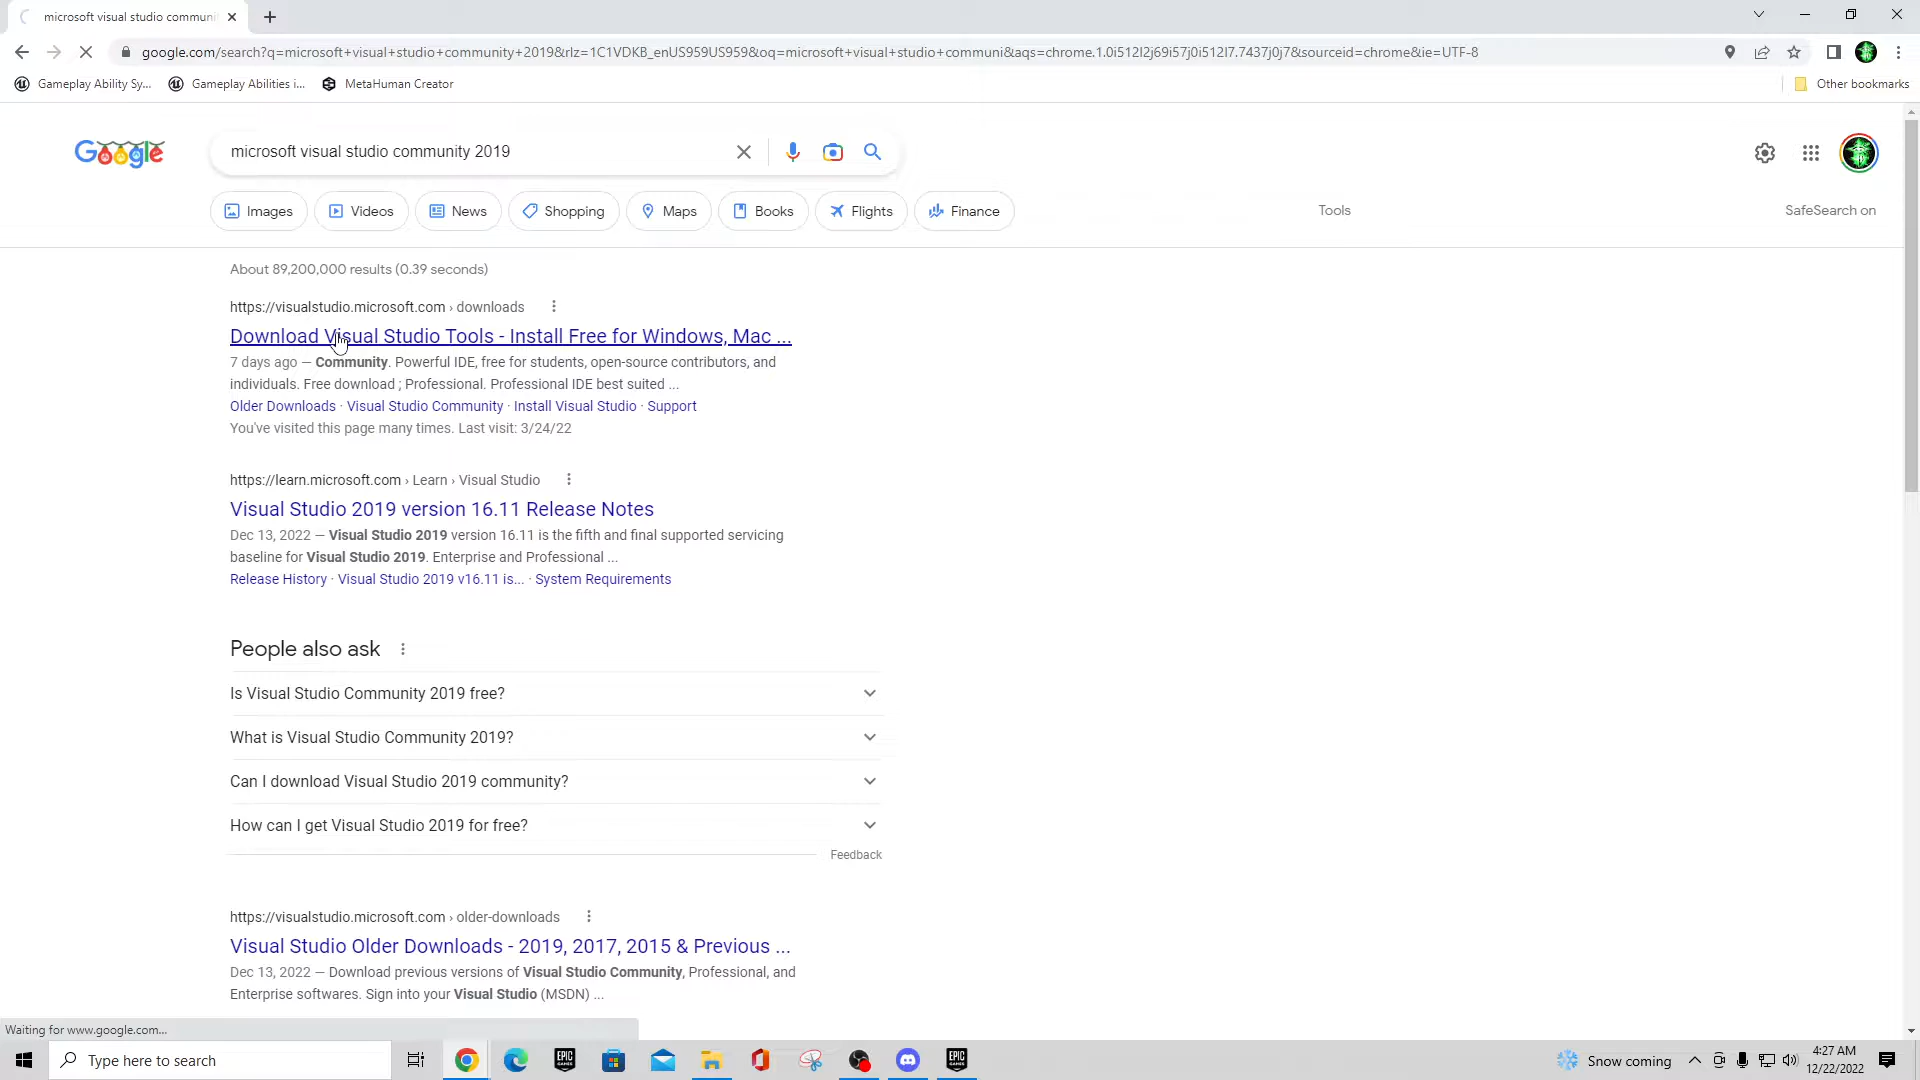 microsoft visual studio communi
google.com/search?q=microsoft+visual+studio+community+2019&rlz=1C1VDKB_enUS959US959&oq=microsoft+visual+studio+communi&aqs=chrome.1.0i512l2j69i57j0i512l7.7437j0j7&sourceid=chrome&ie=UTF-8
Gameplay Ability Sy...
Gameplay Abilities i...
MetaHuman Creator
Other bookmarks
Google
microsoft visual studio community 2019
Images
Videos
News
Shopping
Maps
Books
Flights
Finance
Tools
SafeSearch on
About 89,200,000 results (0.39 seconds)
https://visualstudio.microsoft.com › downloads
Download Visual Studio Tools - Install Free for Windows, Mac ...
7 days ago — Community. Powerful IDE, free for students, open-source contributors, and
individuals. Free download ; Professional. Professional IDE best suited ...
Older Downloads · Visual Studio Community · Install Visual Studio · Support
You've visited this page many times. Last visit: 3/24/22
https://learn.microsoft.com › Learn › Visual Studio
Visual Studio 2019 version 16.11 Release Notes
Dec 13, 2022 — Visual Studio 2019 version 16.11 is the fifth and final supported servicing
baseline for Visual Studio 2019. Enterprise and Professional ...
Release History · Visual Studio 2019 v16.11 is... · System Requirements
People also ask
Is Visual Studio Community 2019 free?
What is Visual Studio Community 2019?
Can I download Visual Studio 2019 community?
How can I get Visual Studio 2019 for free?
Feedback
https://visualstudio.microsoft.com › older-downloads
Visual Studio Older Downloads - 2019, 2017, 2015 & Previous ...
Dec 13, 2022 — Download previous versions of Visual Studio Community, Professional, and
Enterprise softwares. Sign into your Visual Studio (MSDN) ...
Waiting for www.google.com...
Type here to search
EPIC GAMES
EPIC GAMES
Snow coming
4:27 AM
12/22/2022